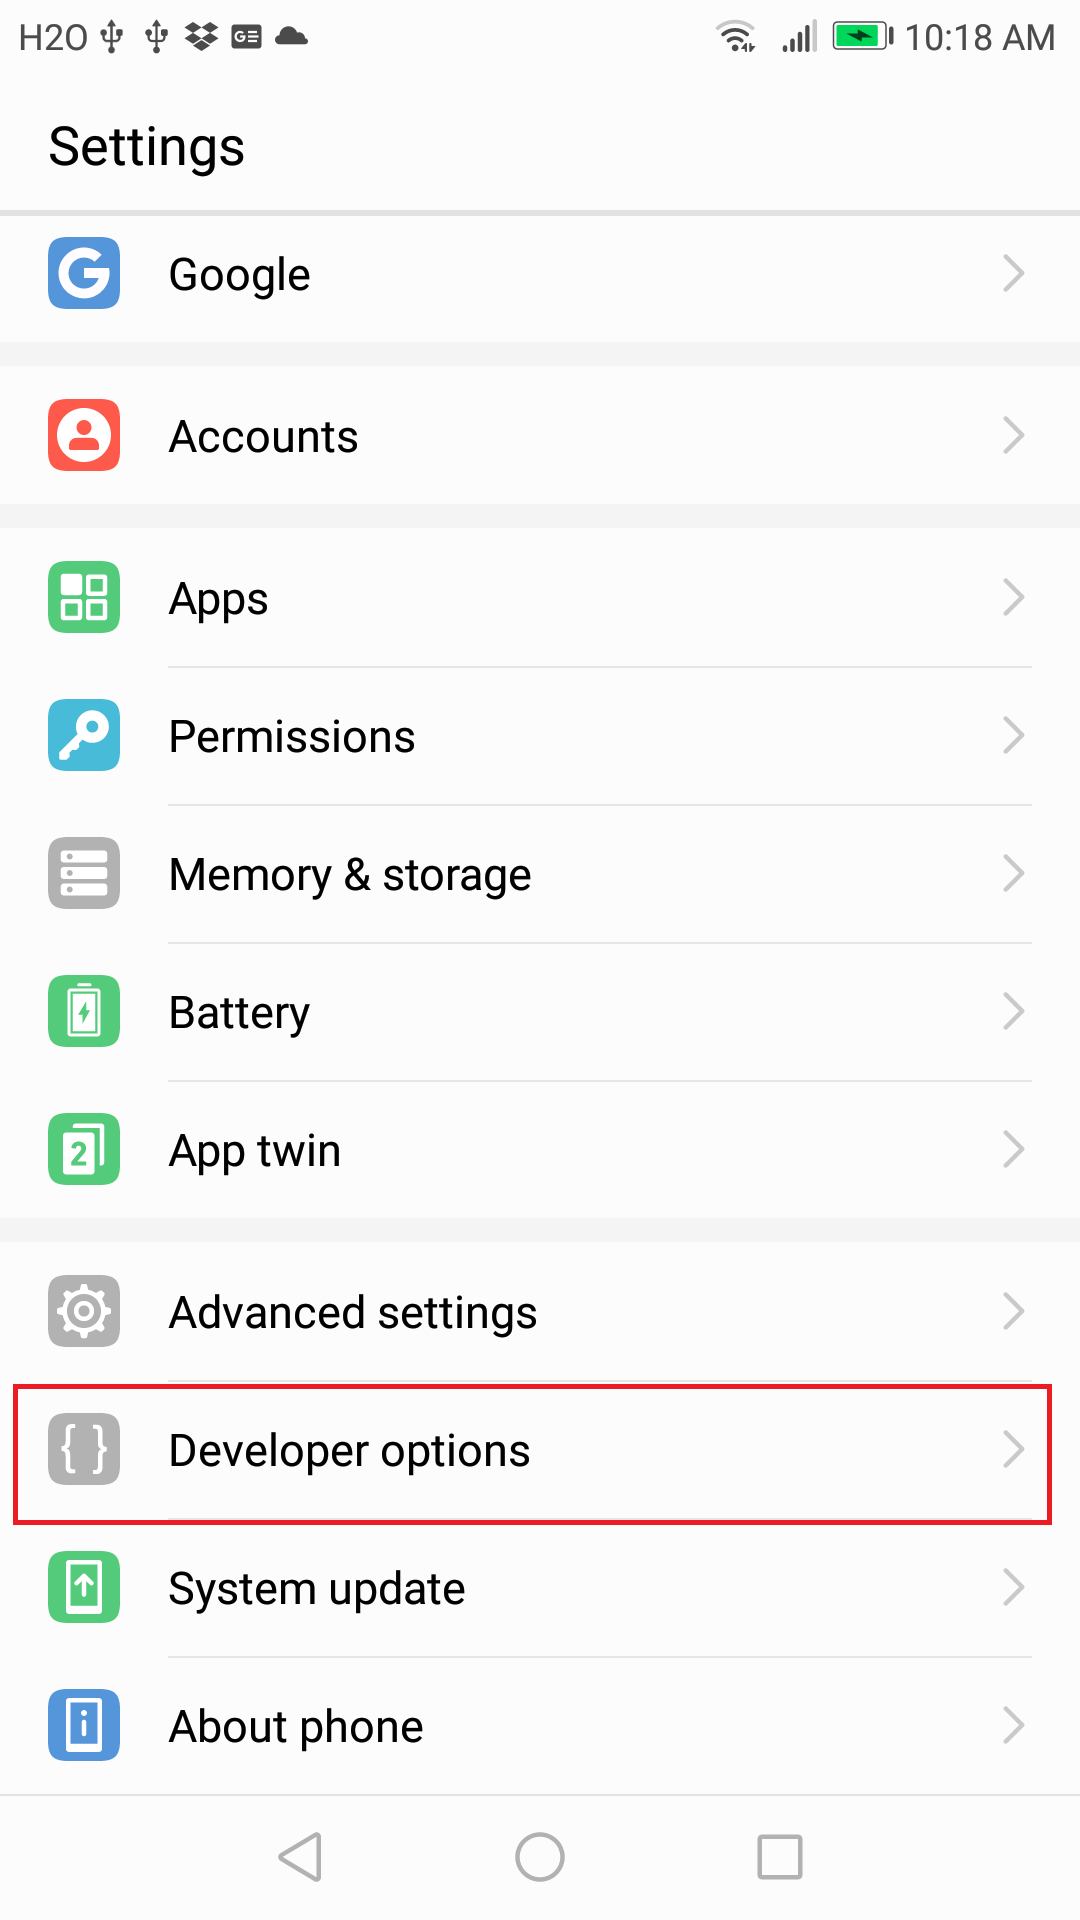 H2O 10:18 AM
Settings
Google
Accounts
Apps
Permissions
Memory & storage
Battery
App twin
Advanced settings
Developer options
System update
About phone